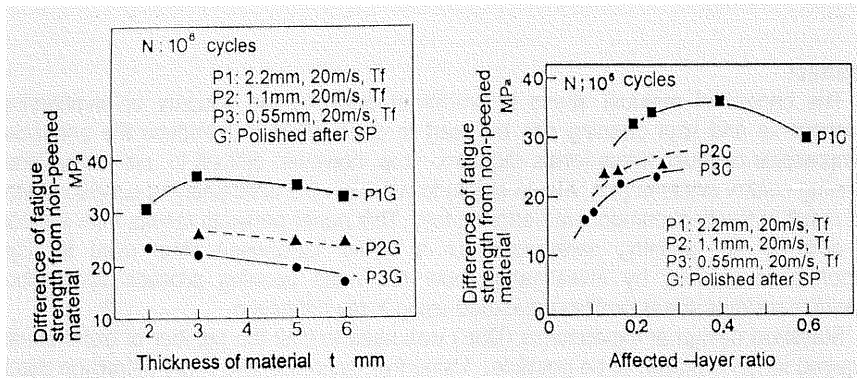 N : 10⁶ cycles
P1: 2.2mm, 20m/s, Tf
P2: 1.1mm, 20m/s, Tf
P3: 0.55mm, 20m/s, Tf
G: Polished after SP
Difference of fatigue
strength from non-peened
material
MPa
40
30
20
10
P1G
P2G
P3G
2
3
5
6
Thickness of material t mm
N ; 10⁶ cycles
Difference of fatigue
strength from non-peened
material
MPa
40
30
20
10
0
P1G
P2G
P3G
P1: 2.2mm, 20m/s, Tf
P2: 1.1mm, 20m/s, Tf
P3: 0.55mm, 20m/s, Tf
G: Polished after SP
0.2
0.4
0.6
Affected -layer ratio